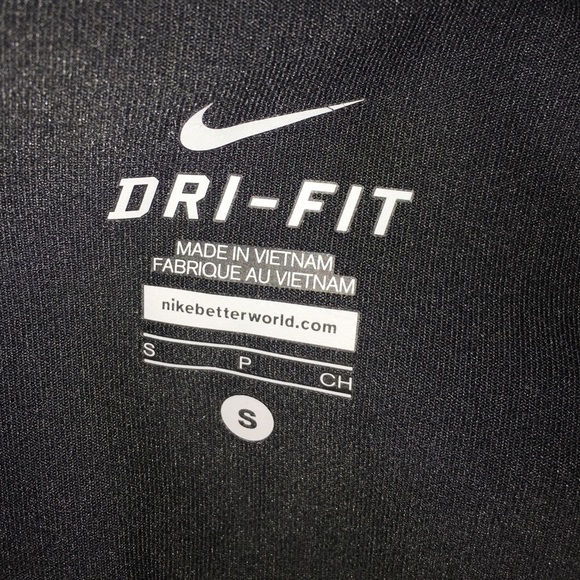 DRI-FIT
MADE IN VIETNAM
FABRIQUE AU VIETNAM
nikebetterworld.com
S P CH
S